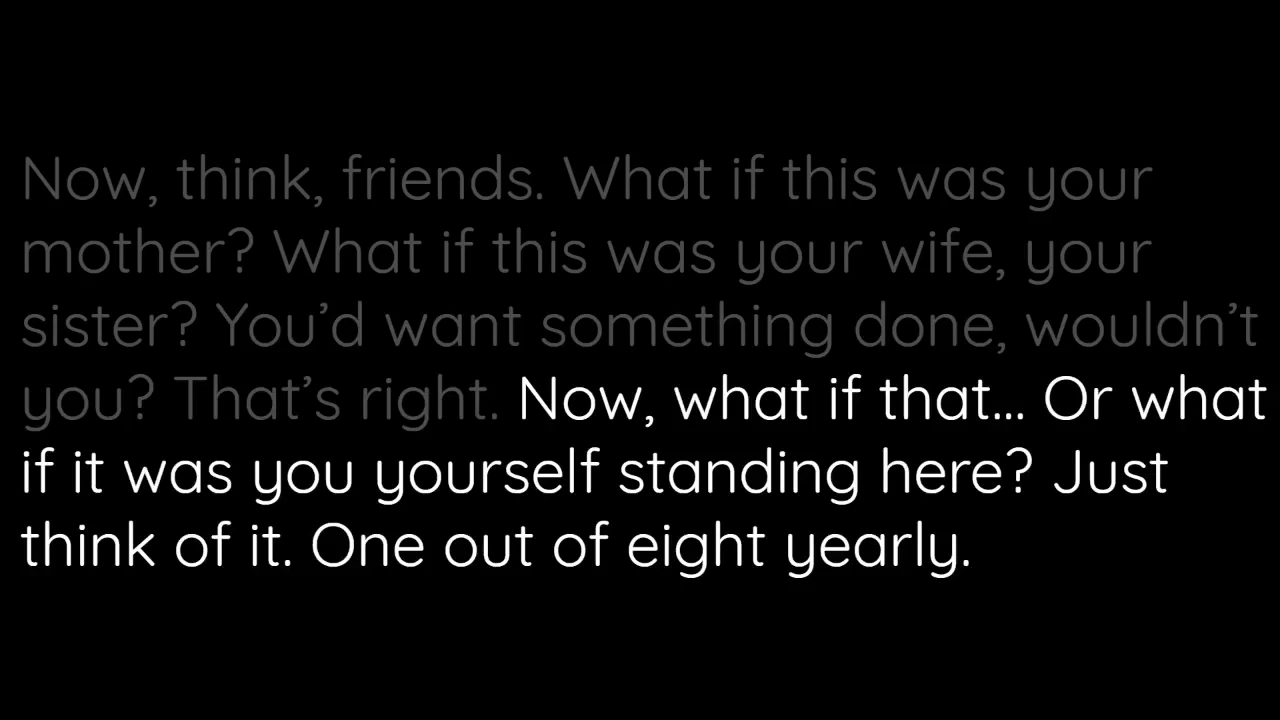 Now, think, friends. What if this was your
mother? What if this was your wife, your
sister? You’d want something done, wouldn’t
you? That’s right. Now, what if that... Or what
if it was you yourself standing here? Just
think of it. One out of eight yearly.